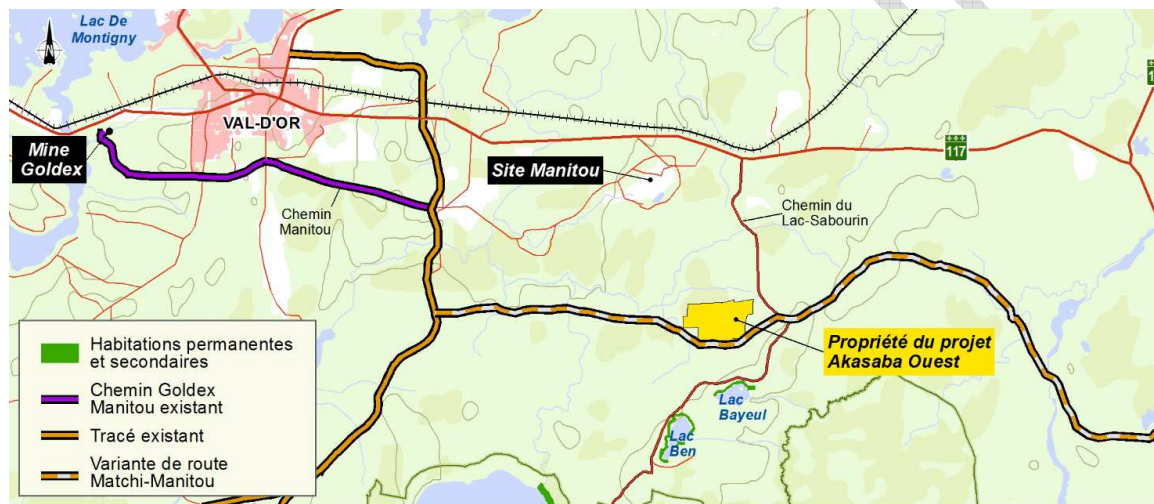 Lac De
Montigny
N
VAL-D'OR
Mine
Goldex
Site Manitou
117
Chemin
Manitou
Chemin du
Lac-Sabourin
Propriété du projet
Akasaba Ouest
Lac
Bayeul
Lac
Ben
Habitations permanentes
et secondaires
Chemin Goldex
Manitou existant
Tracé existant
Variante de route
Matchi-Manitou